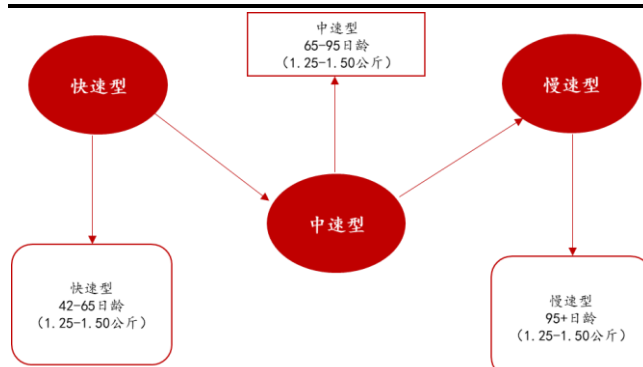 中速型
65-95日龄
（1.25-1.50公斤）
快速型
慢速型
中速型
快速型
42-65日龄
（1.25-1.50公斤）
慢速型
95+日龄
（1.25-1.50公斤）